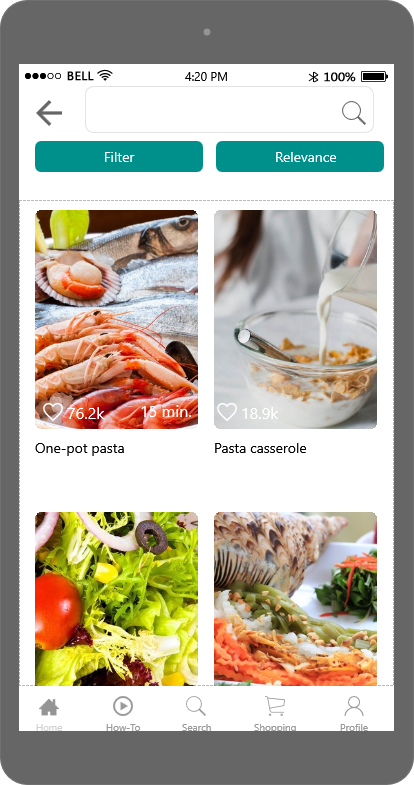 BELL 4:20 PM 100%
Filter Relevance
76.2k 15 min. 18.9k
One-pot pasta Pasta casserole
Home How-To Search Shopping Profile